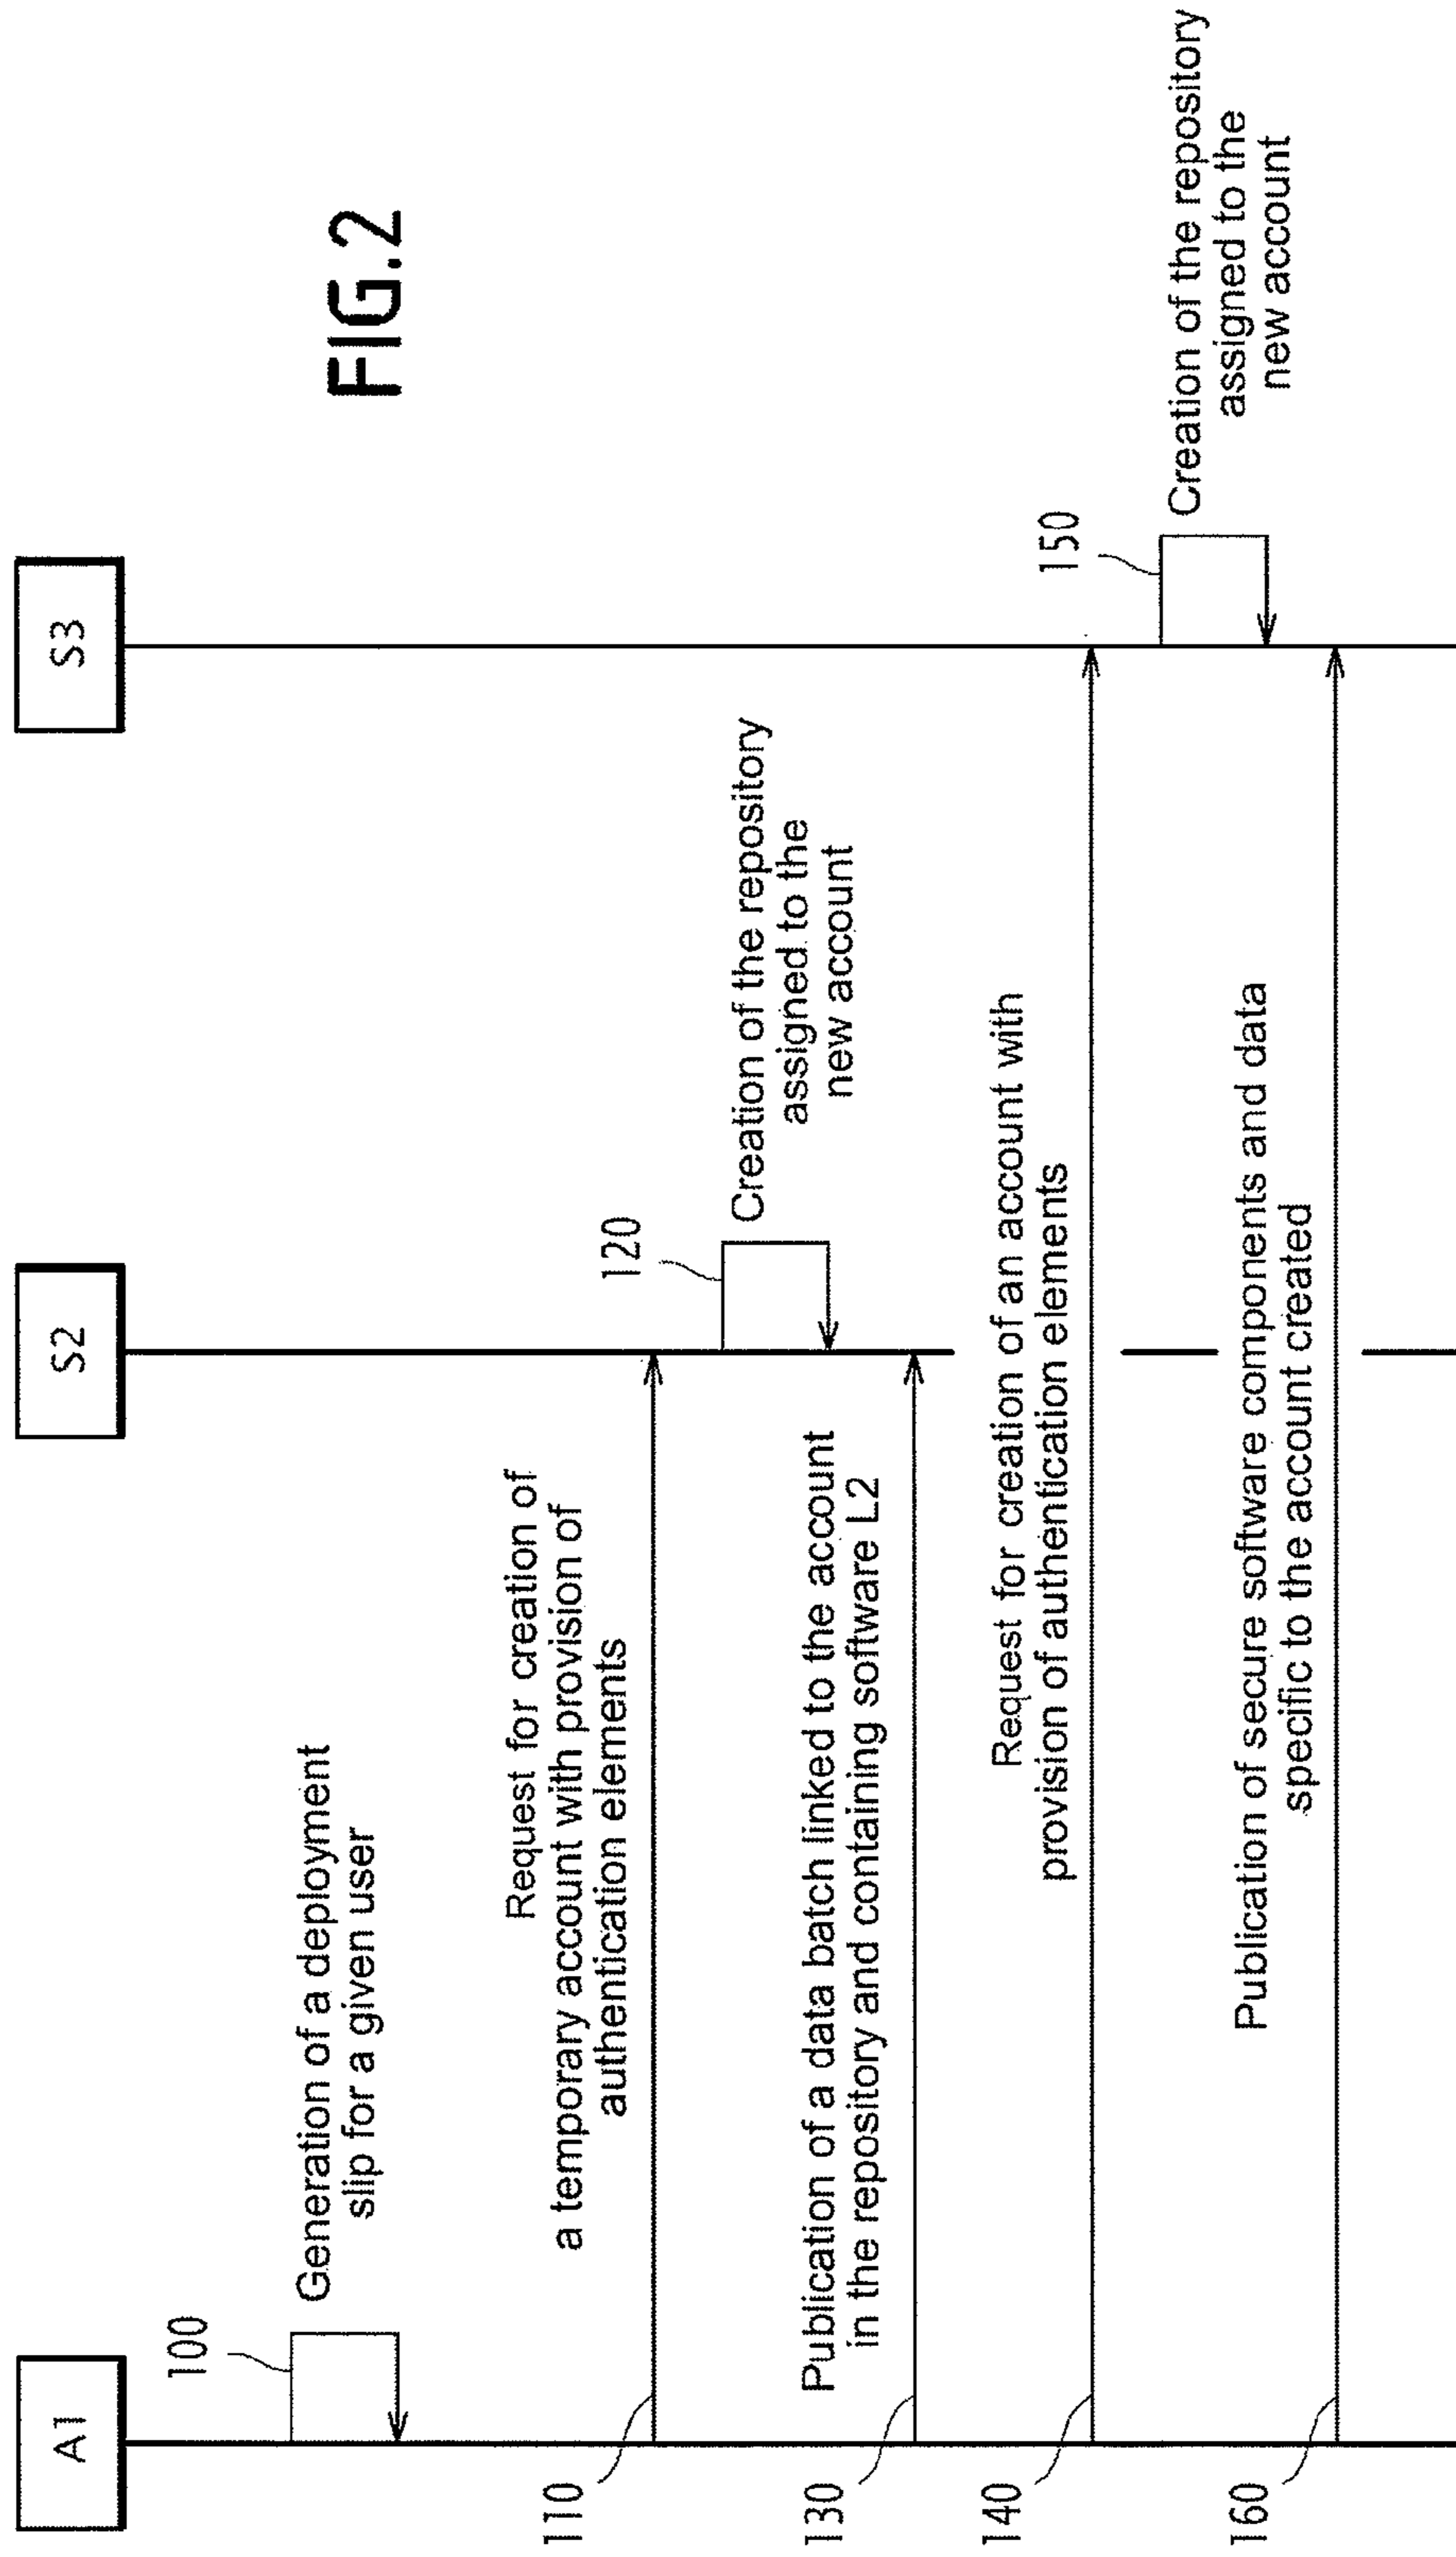 FIG.2
A1
S2
S3
100
Generation of a deployment
slip for a given user
110
Request for creation of
a temporary account with provision of
authentication elements
120
Creation of the repository
assigned to the
new account
130
Publication of a data batch linked to the account
in the repository and containing software L2
140
Request for creation of an account with
provision of authentication elements
150
Creation of the repository
assigned to the
new account
160
Publication of secure software components and data
specific to the account created